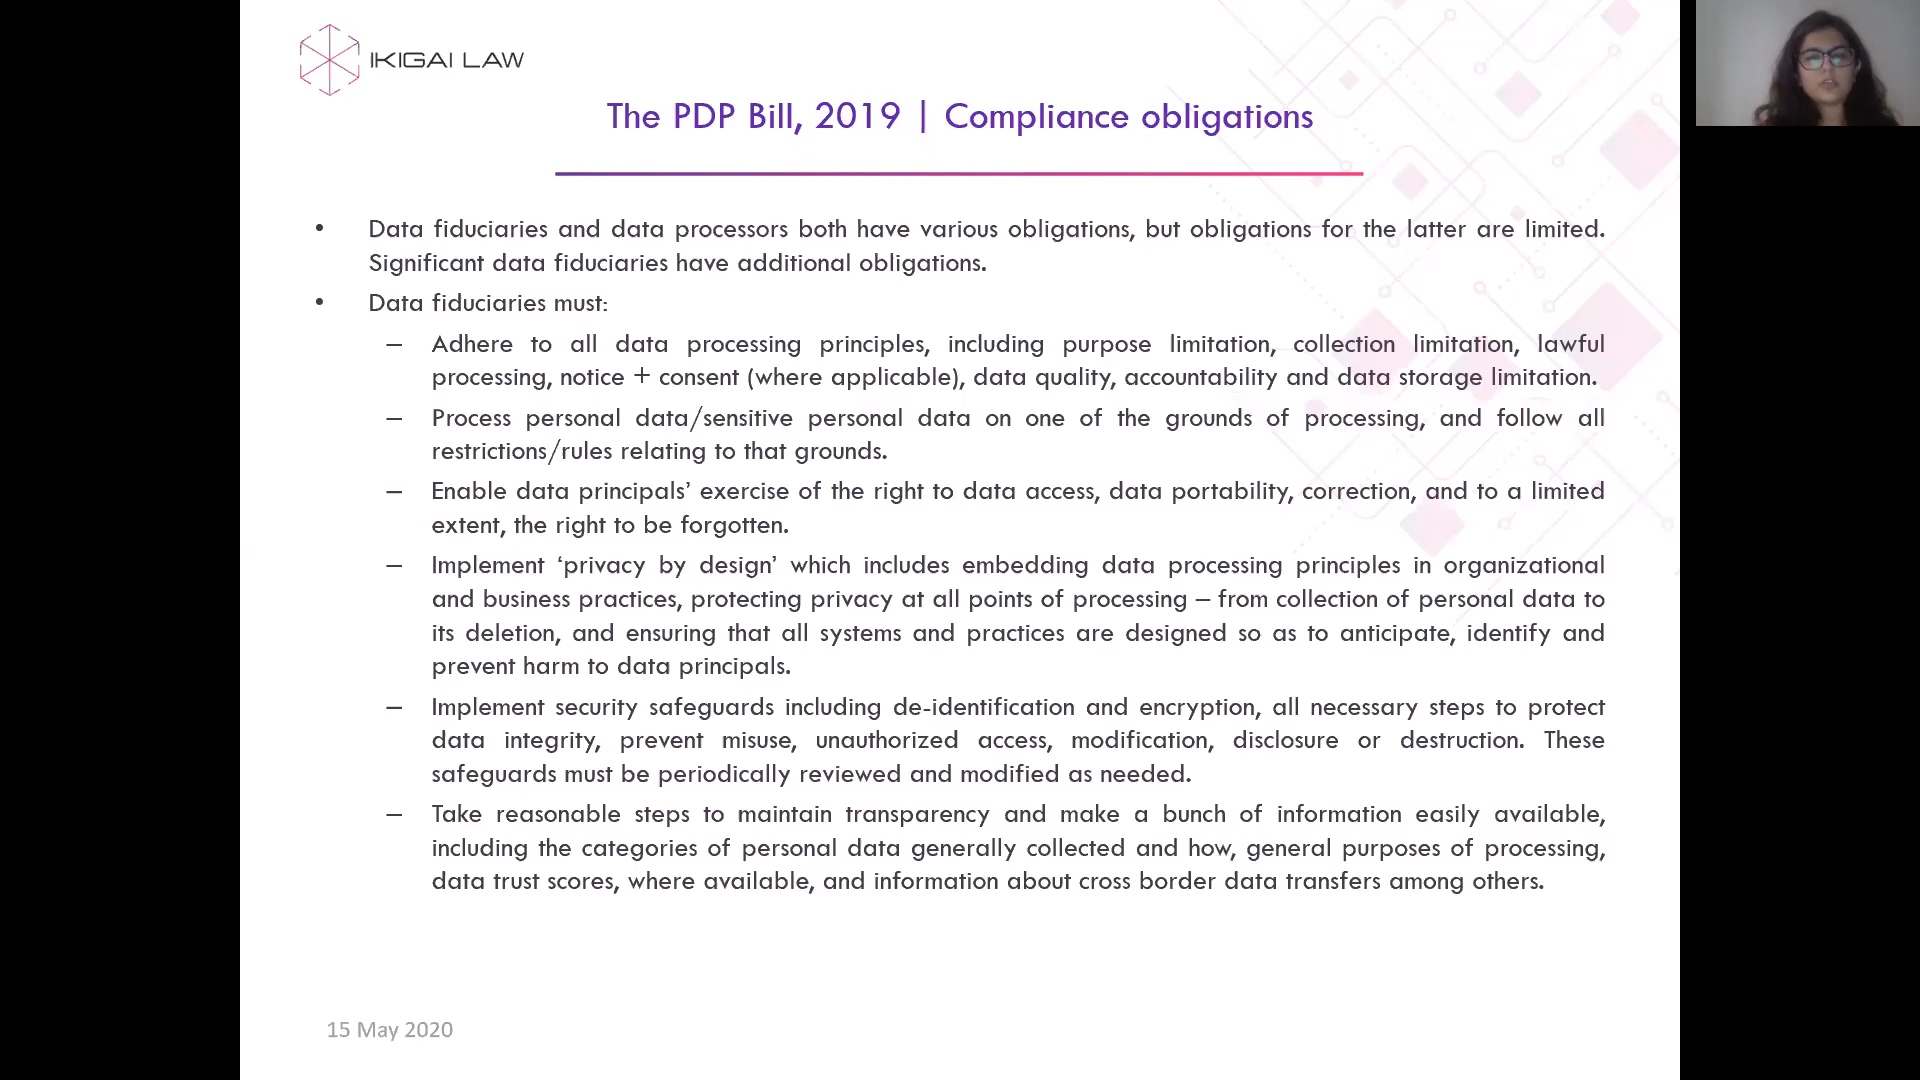 IKIGAI LAW
The PDP Bill, 2019 | Compliance obligations
• Data fiduciaries and data processors both have various obligations, but obligations for the latter are limited.
Significant data fiduciaries have additional obligations.
• Data fiduciaries must:
– Adhere to all data processing principles, including purpose limitation, collection limitation, lawful
processing, notice + consent (where applicable), data quality, accountability and data storage limitation.
– Process personal data/sensitive personal data on one of the grounds of processing, and follow all
restrictions/rules relating to that grounds.
– Enable data principals’ exercise of the right to data access, data portability, correction, and to a limited
extent, the right to be forgotten.
– Implement ‘privacy by design’ which includes embedding data processing principles in organizational
and business practices, protecting privacy at all points of processing – from collection of personal data to
its deletion, and ensuring that all systems and practices are designed so as to anticipate, identify and
prevent harm to data principals.
– Implement security safeguards including de-identification and encryption, all necessary steps to protect
data integrity, prevent misuse, unauthorized access, modification, disclosure or destruction. These
safeguards must be periodically reviewed and modified as needed.
– Take reasonable steps to maintain transparency and make a bunch of information easily available,
including the categories of personal data generally collected and how, general purposes of processing,
data trust scores, where available, and information about cross border data transfers among others.
15 May 2020